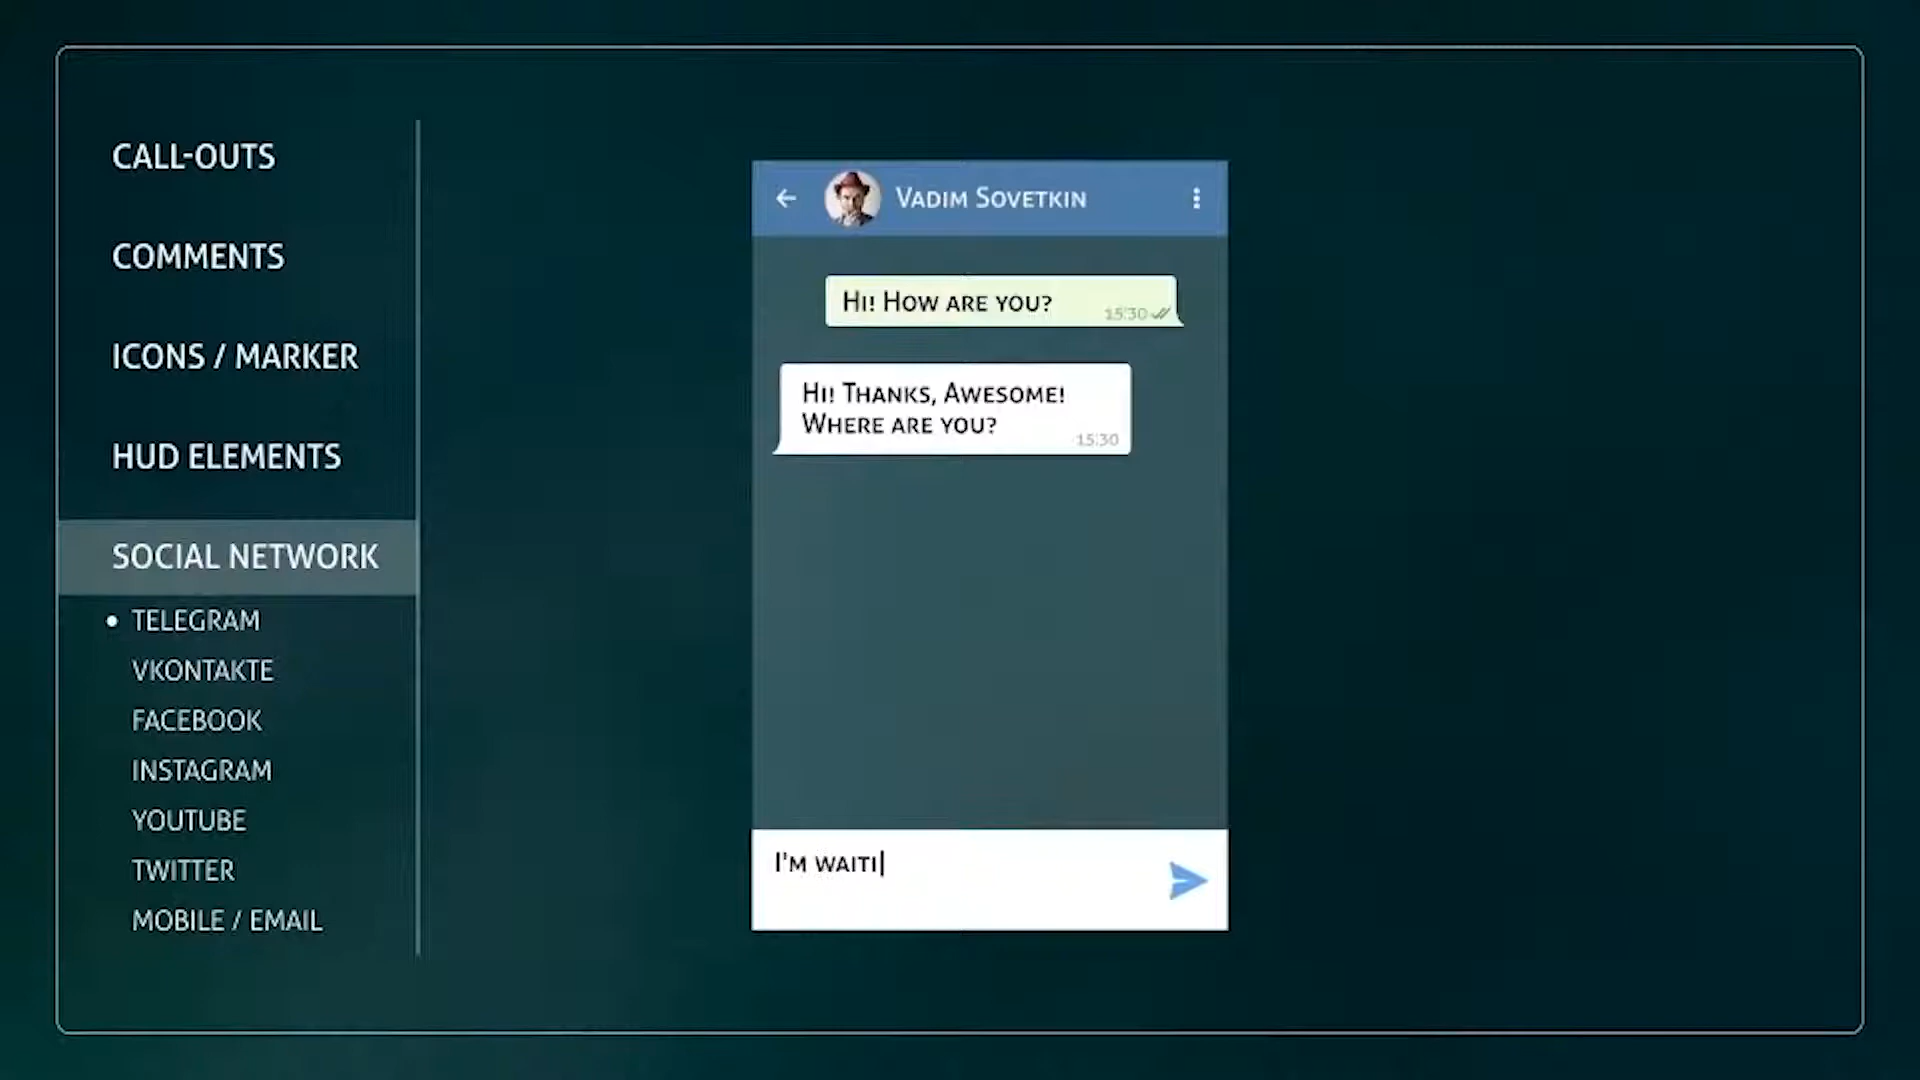 CALL-OUTS
COMMENTS
ICONS / MARKER
HUD ELEMENTS
SOCIAL NETWORK
• TELEGRAM
VKONTAKTE
FACEBOOK
INSTAGRAM
YOUTUBE
TWITTER
MOBILE / EMAIL
VADIM SOVETKIN
HI! HOW ARE YOU?
15:30
HI! THANKS, AWESOME!
WHERE ARE YOU?
15:30
I'M WAITI